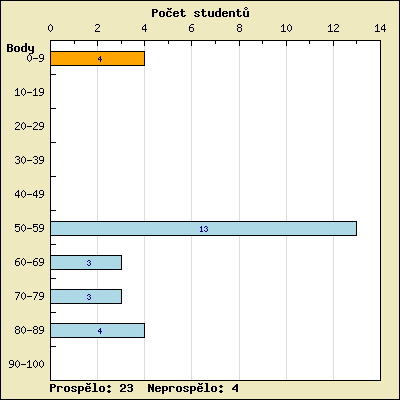 Počet studentů
0 2 4 6 8 10 12 14
Body
0-9 4
10-19
20-29
30-39
40-49
50-59 13
60-69 3
70-79 3
80-89 4
90-100
Prospělo: 23 Neprospělo: 4